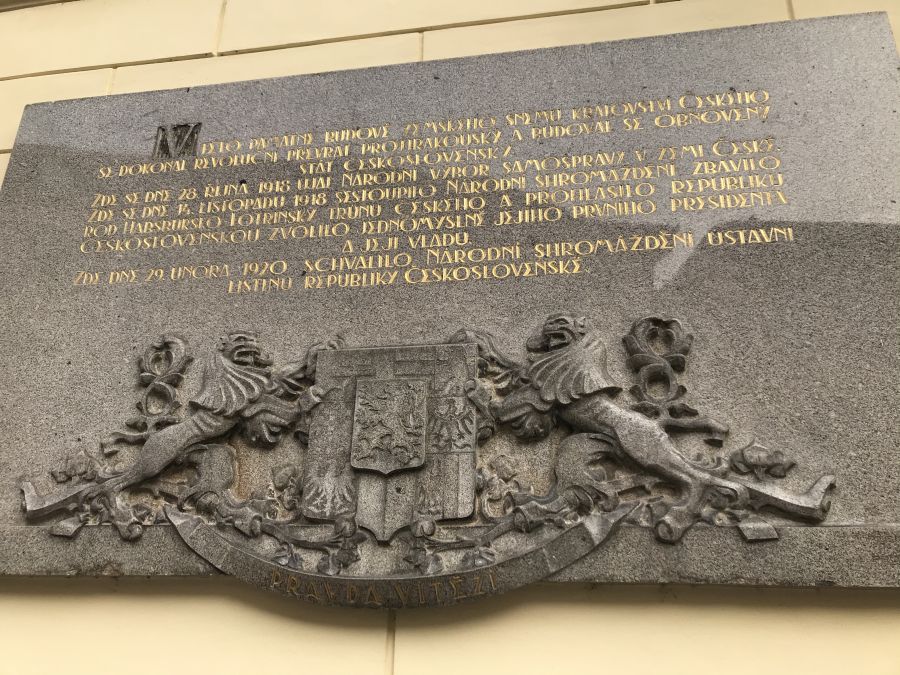 V TÉTO PAMÁTNÉ BUDOVĚ ZEMSKÉHO SNĚMU KRÁLOVSTVÍ ČESKÉHO
SE DOKONAL REVOLUČNÍ PŘEVRAT PROTIRAKOUSKÝ A BUDOVAL SE OBNOVENÝ
STÁT ČESKOSLOVENSKÝ.
ZDE SE DNE 28. ŘÍJNA 1918 UJAL NÁRODNÍ VÝBOR SAMOSPRÁVY V ZEMI ČESKÉ.
ZDE SE DNE 14. LISTOPADU 1918 SESTOUPILO NÁRODNÍ SHROMÁŽDĚNÍ ZBAVILO
ROD HABSBURSKO LOTRINSKÝ TRŮNU ČESKÉHO A PROHLÁSILO REPUBLIKU
ČESKOSLOVENSKOU ZVOLILO JEDNOMYSLNĚ JEJÍHO PRVNÍHO PRESIDENTA
A JEJÍ VLÁDU.
ZDE DNE 29. ÚNORA 1920 SCHVÁLILO NÁRODNÍ SHROMÁŽDĚNÍ ÚSTAVNÍ
LISTINU REPUBLIKY ČESKOSLOVENSKÉ.
PRAVDA VÍTĚZÍ